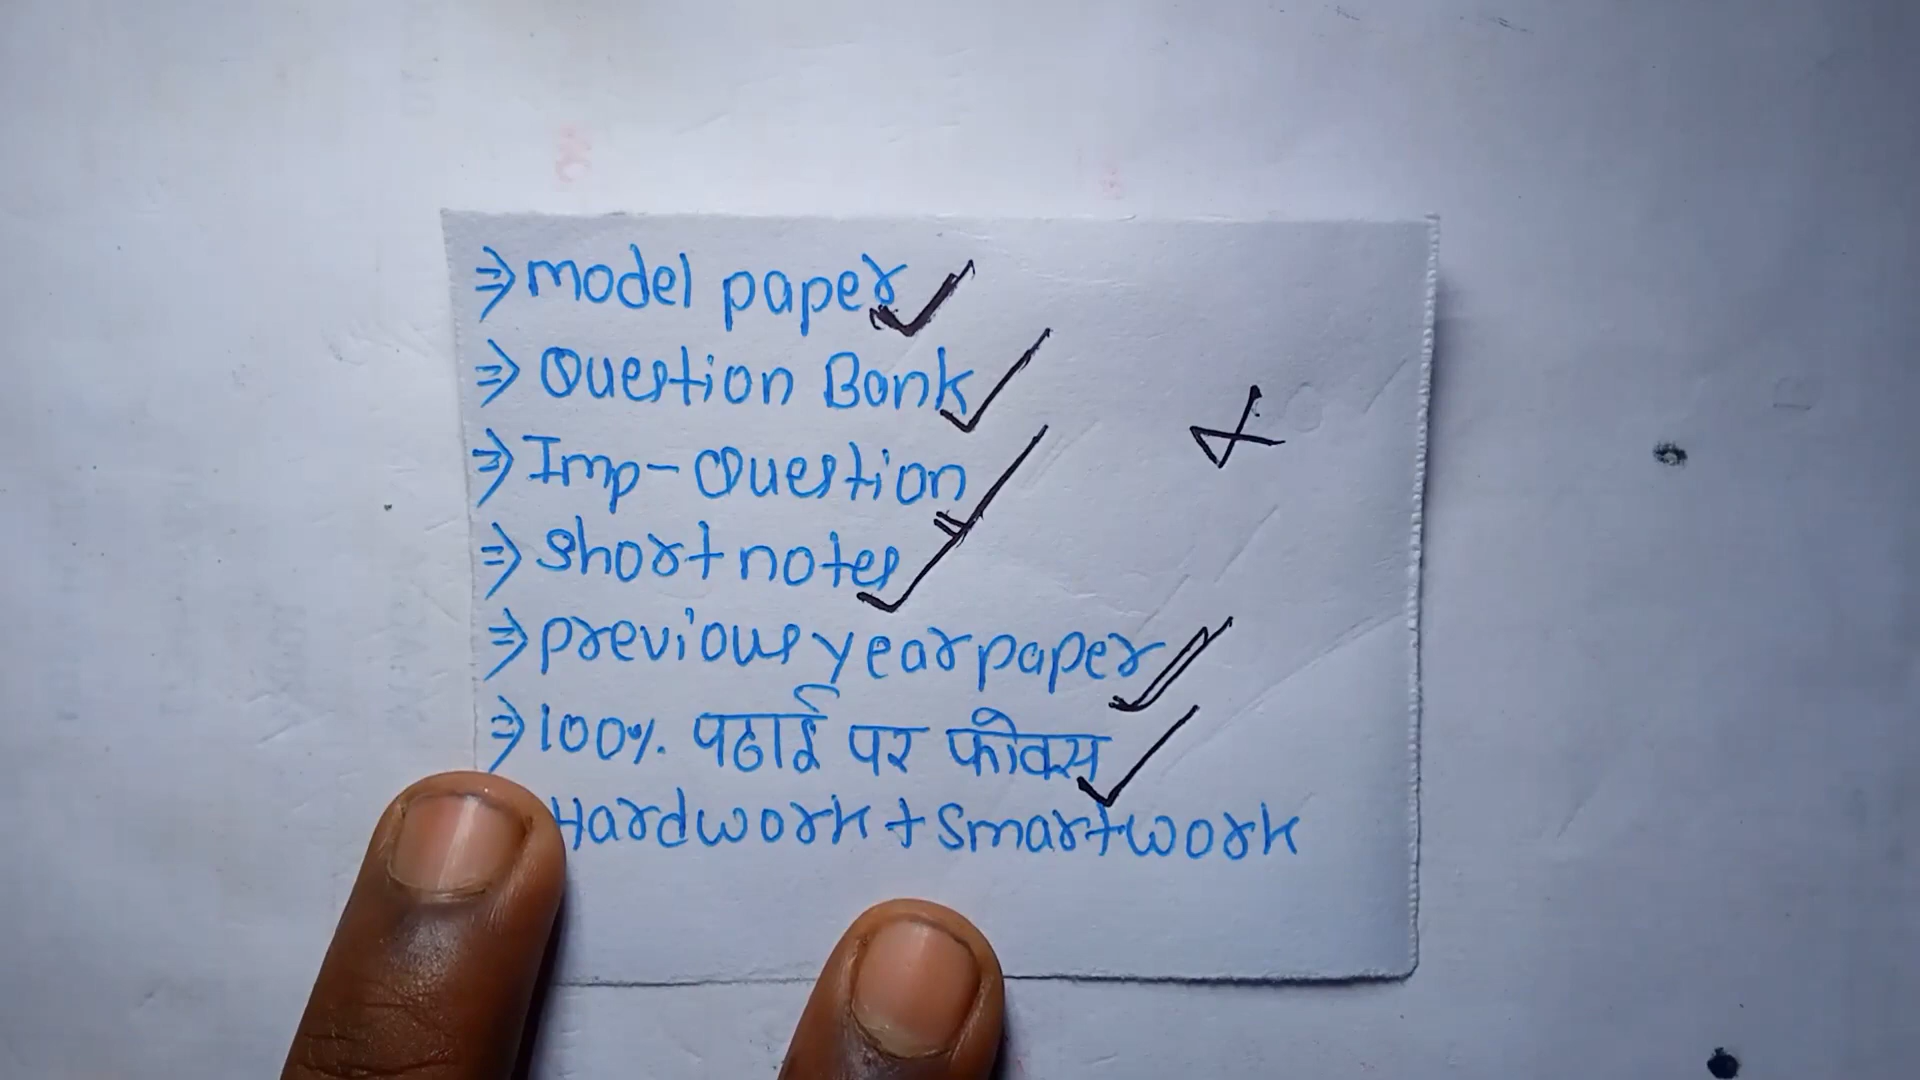 ⇒ model paper ✓
⇒ Question Bank ✓
⇒ Imp-Question ✓
⇒ Short notes ✓
⇒ previous year paper ✓
⇒ 100% पढाई पर फोकस ✓
Hardwork + Smartwork